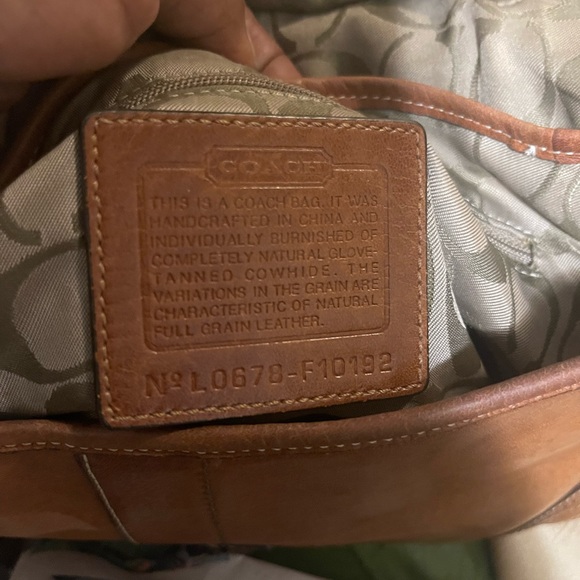 COACH
THIS IS A COACH BAG. IT WAS
HANDCRAFTED IN CHINA AND
INDIVIDUALLY BURNISHED OF
COMPLETELY NATURAL GLOVE-
TANNED COWHIDE. THE
VARIATIONS IN THE GRAIN ARE
CHARACTERISTIC OF NATURAL
FULL GRAIN LEATHER.
Nº L0678-F10192